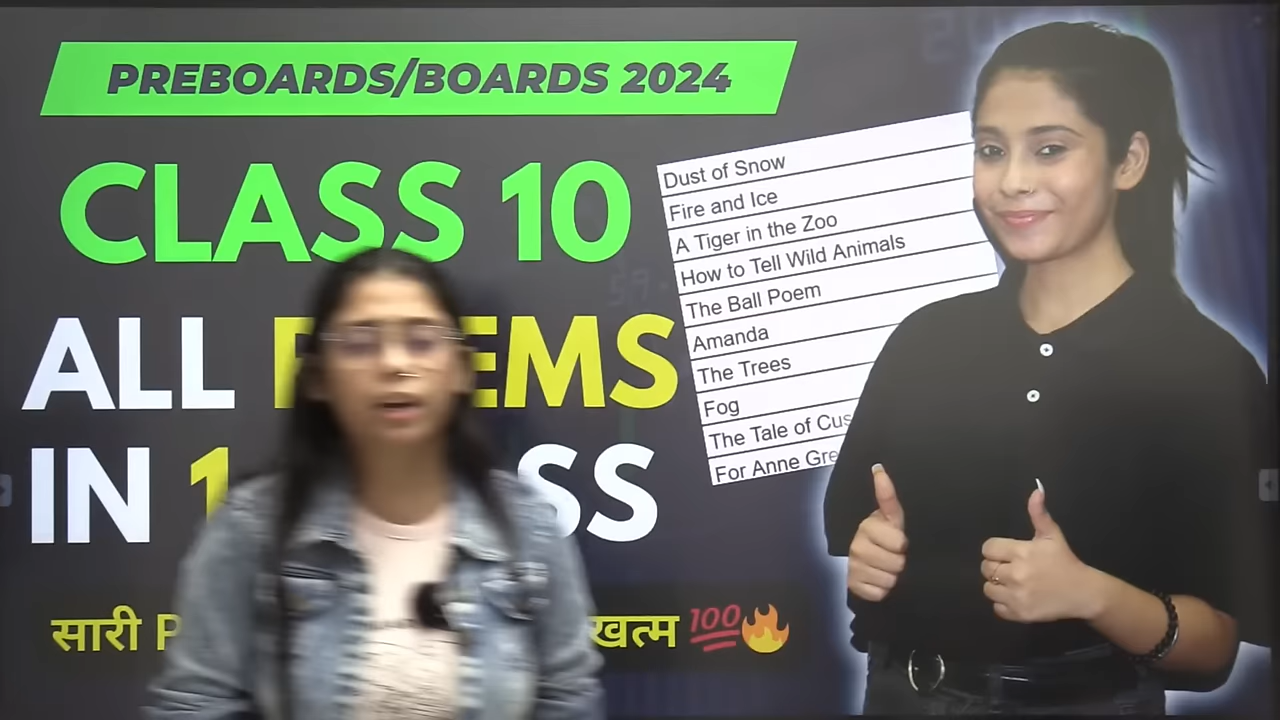 PREBOARDS/BOARDS 2024
CLASS 10
ALL EMS
IN 1 SS
सारी खत्म 💯🔥
Dust of Snow
Fire and Ice
A Tiger in the Zoo
How to Tell Wild Animals
The Ball Poem
Amanda
The Trees
Fog
The Tale of Cus
For Anne Gre